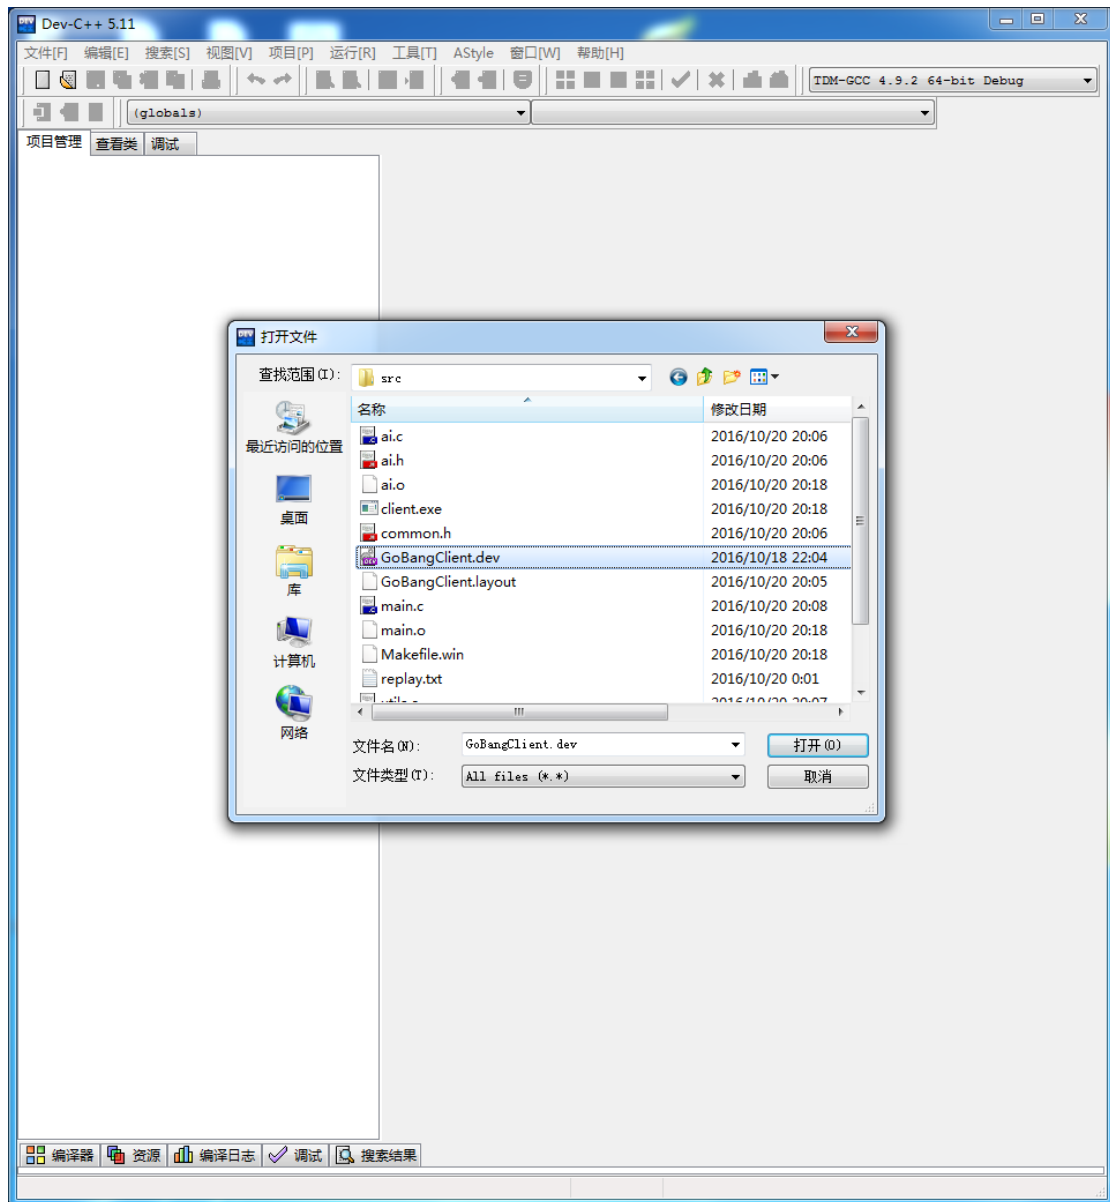 Dev-C++ 5.11
文件[F] 编辑[E] 搜索[S] 视图[V] 项目[P] 运行[R] 工具[T] AStyle 窗口[W] 帮助[H]
TDM-GCC 4.9.2 64-bit Debug
(globals)
项目管理 查看类 调试
打开文件
查找范围(I): src
名称 修改日期
ai.c 2016/10/20 20:06
ai.h 2016/10/20 20:06
ai.o 2016/10/20 20:18
client.exe 2016/10/20 20:18
common.h 2016/10/20 20:06
GoBangClient.dev 2016/10/18 22:04
GoBangClient.layout 2016/10/20 20:05
main.c 2016/10/20 20:08
main.o 2016/10/20 20:18
Makefile.win 2016/10/20 20:18
replay.txt 2016/10/20 0:01
最近访问的位置
桌面
库
计算机
网络
文件名(N): GoBangClient.dev 打开(O)
文件类型(T): All files (*.*) 取消
编译器 资源 编译日志 调试 搜索结果